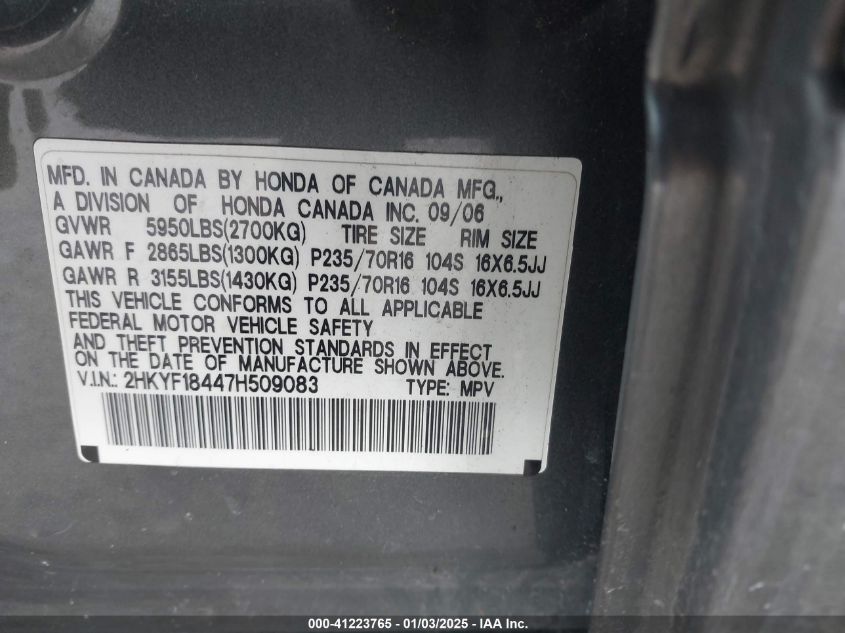 MFD. IN CANADA BY HONDA OF CANADA MFG.,
A DIVISION OF HONDA CANADA INC. 09/06
GVWR 5950LBS(2700KG) TIRE SIZE RIM SIZE
GAWR F 2865LBS(1300KG) P235/70R16 104S 16X6.5JJ
GAWR R 3155LBS(1430KG) P235/70R16 104S 16X6.5JJ
THIS VEHICLE CONFORMS TO ALL APPLICABLE
FEDERAL MOTOR VEHICLE SAFETY
AND THEFT PREVENTION STANDARDS IN EFFECT
ON THE DATE OF MANUFACTURE SHOWN ABOVE.
V.I.N.: 2HKYF18447H509083 TYPE: MPV
000-41223765 - 01/03/2025 - IAA Inc.